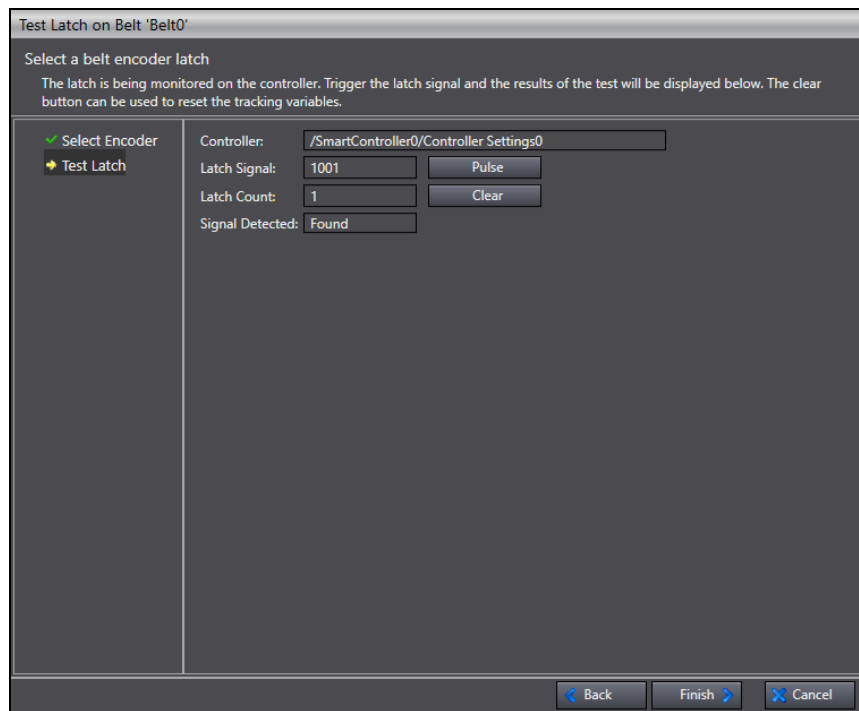 Test Latch on Belt 'Belt0'
Select a belt encoder latch
The latch is being monitored on the controller. Trigger the latch signal and the results of the test will be displayed below. The clear
button can be used to reset the tracking variables.
Select Encoder
Test Latch
Controller: /SmartController0/Controller Settings0
Latch Signal: 1001 Pulse
Latch Count: 1 Clear
Signal Detected: Found
Back Finish Cancel